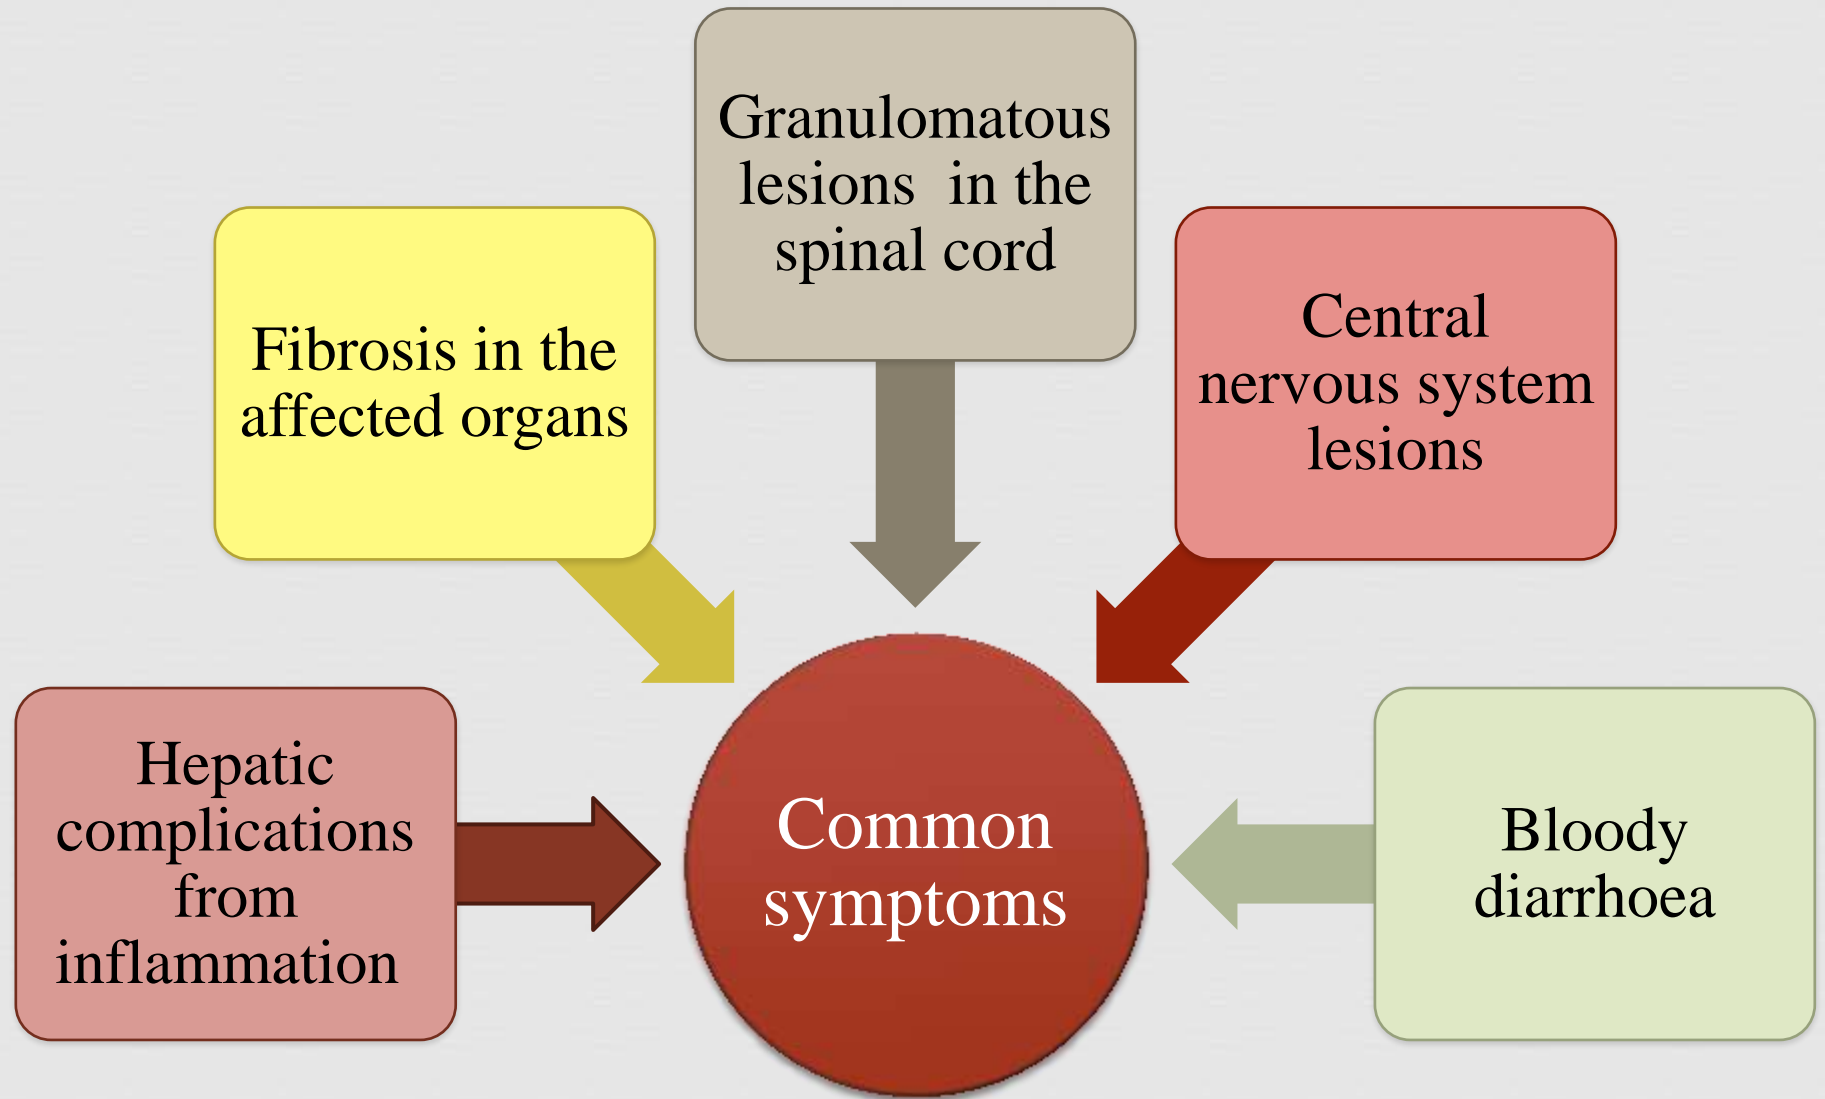 Granulomatous
lesions  in the
spinal cord
Fibrosis in the
affected organs
Central
nervous system
lesions
Hepatic
complications
from
inflammation
Common
symptoms
Bloody
diarrhoea